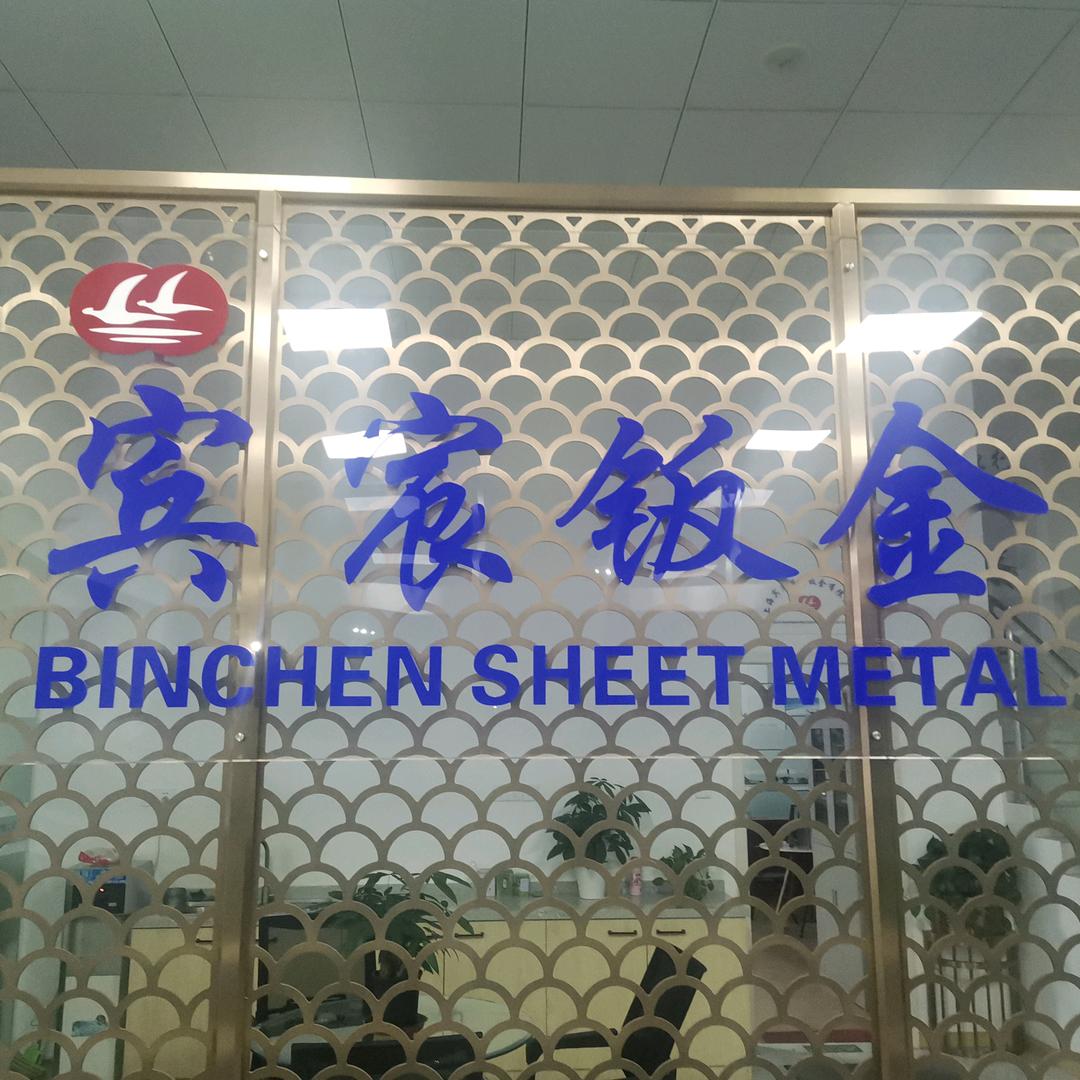 宾宸钣金
BINCHEN SHEET METAL